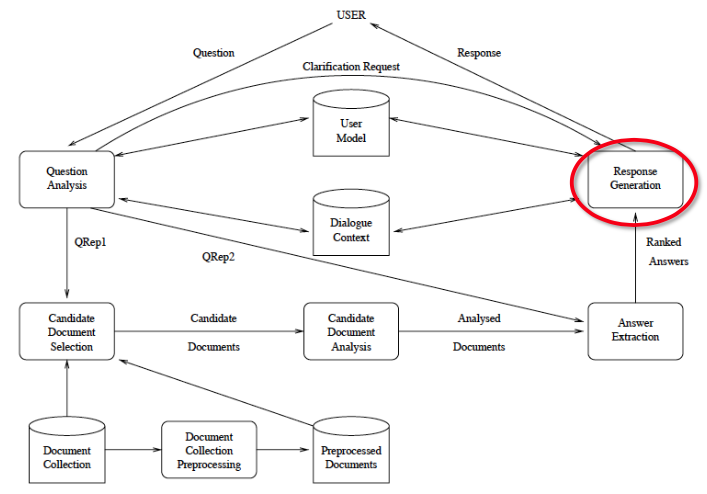 USER
Question
Response
Clarification Request
User
Model
Question
Analysis
Response
Generation
Dialogue
Context
QRep1
QRep2
Ranked
Answers
Candidate
Document
Selection
Candidate
Documents
Candidate
Document
Analysis
Analysed
Documents
Answer
Extraction
Document
Collection
Document
Collection
Preprocessing
Preprocessed
Documents